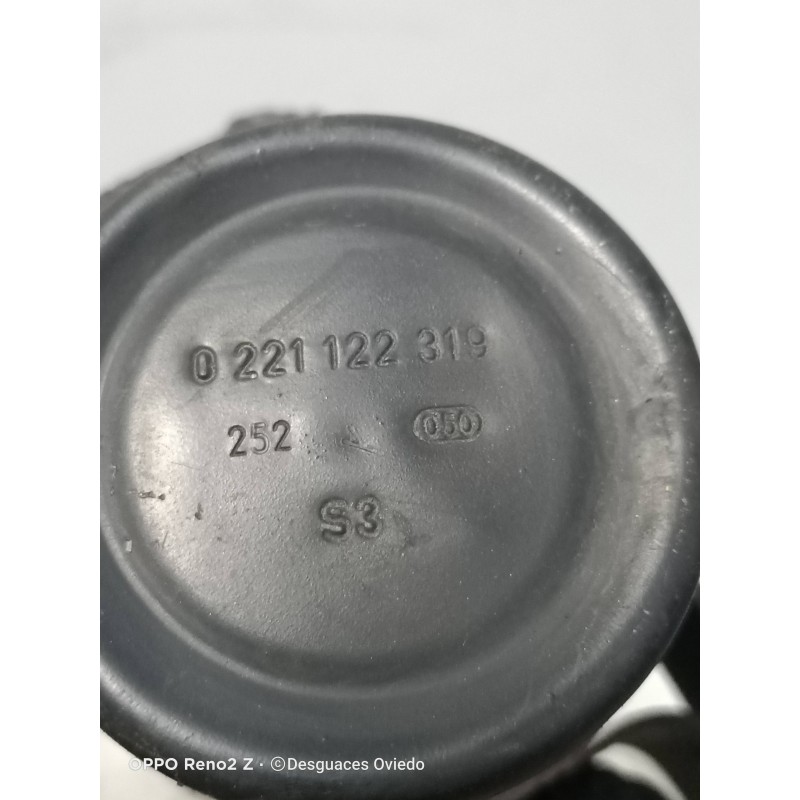 0 221 122 319
252 050
S3
OPPO Reno2 Z · ©Desguaces Oviedo